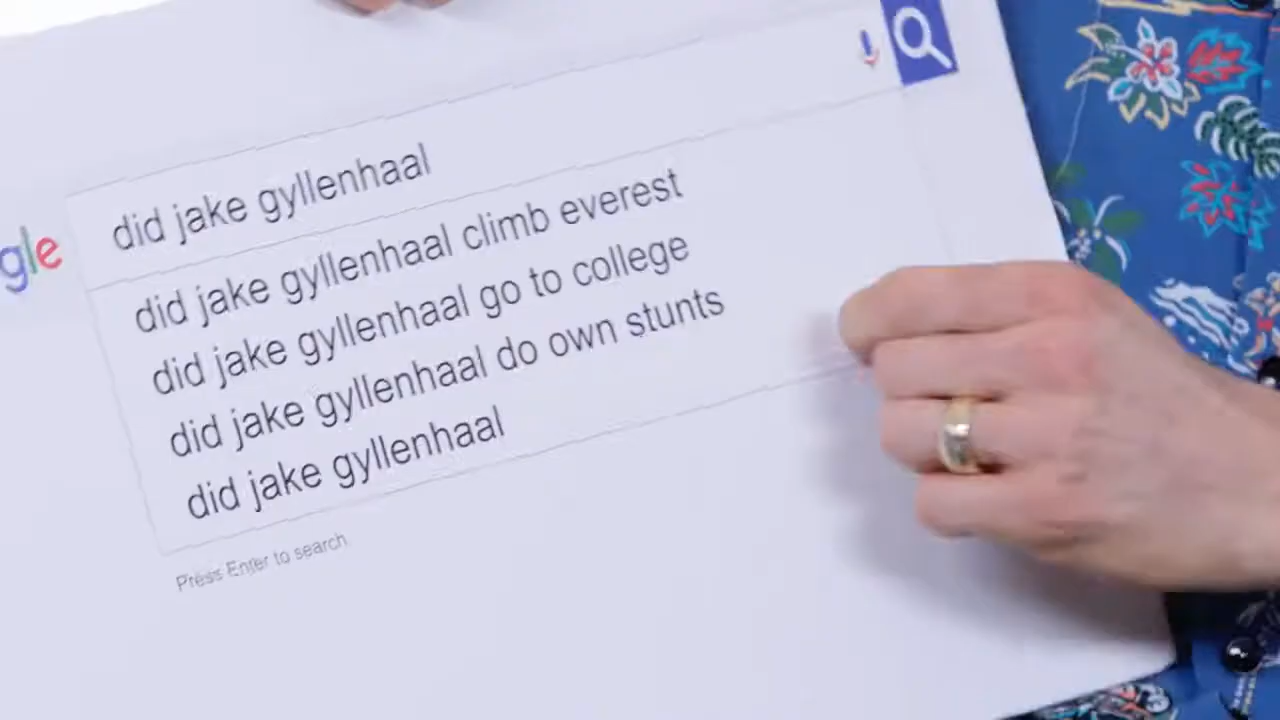 gle
did jake gyllenhaal
did jake gyllenhaal climb everest
did jake gyllenhaal go to college
did jake gyllenhaal do own stunts
did jake gyllenhaal
Press Enter to search